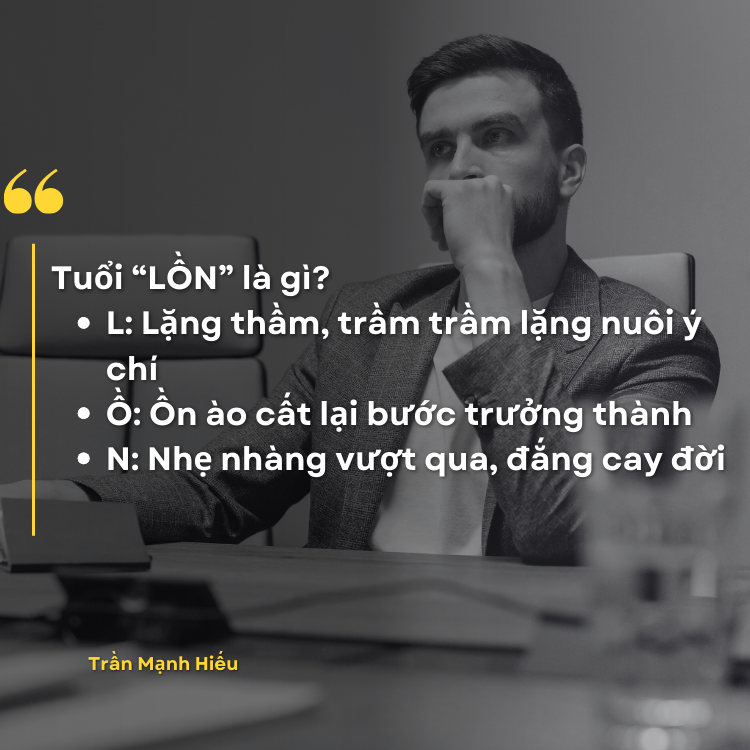 “
Tuổi “LỒN” là gì?
• L: Lặng thầm, trầm trầm lặng nuôi ý
chí
• Ồ: Ồn ào cất lại bước trưởng thành
• N: Nhẹ nhàng vượt qua, đắng cay đời
Trần Mạnh Hiếu